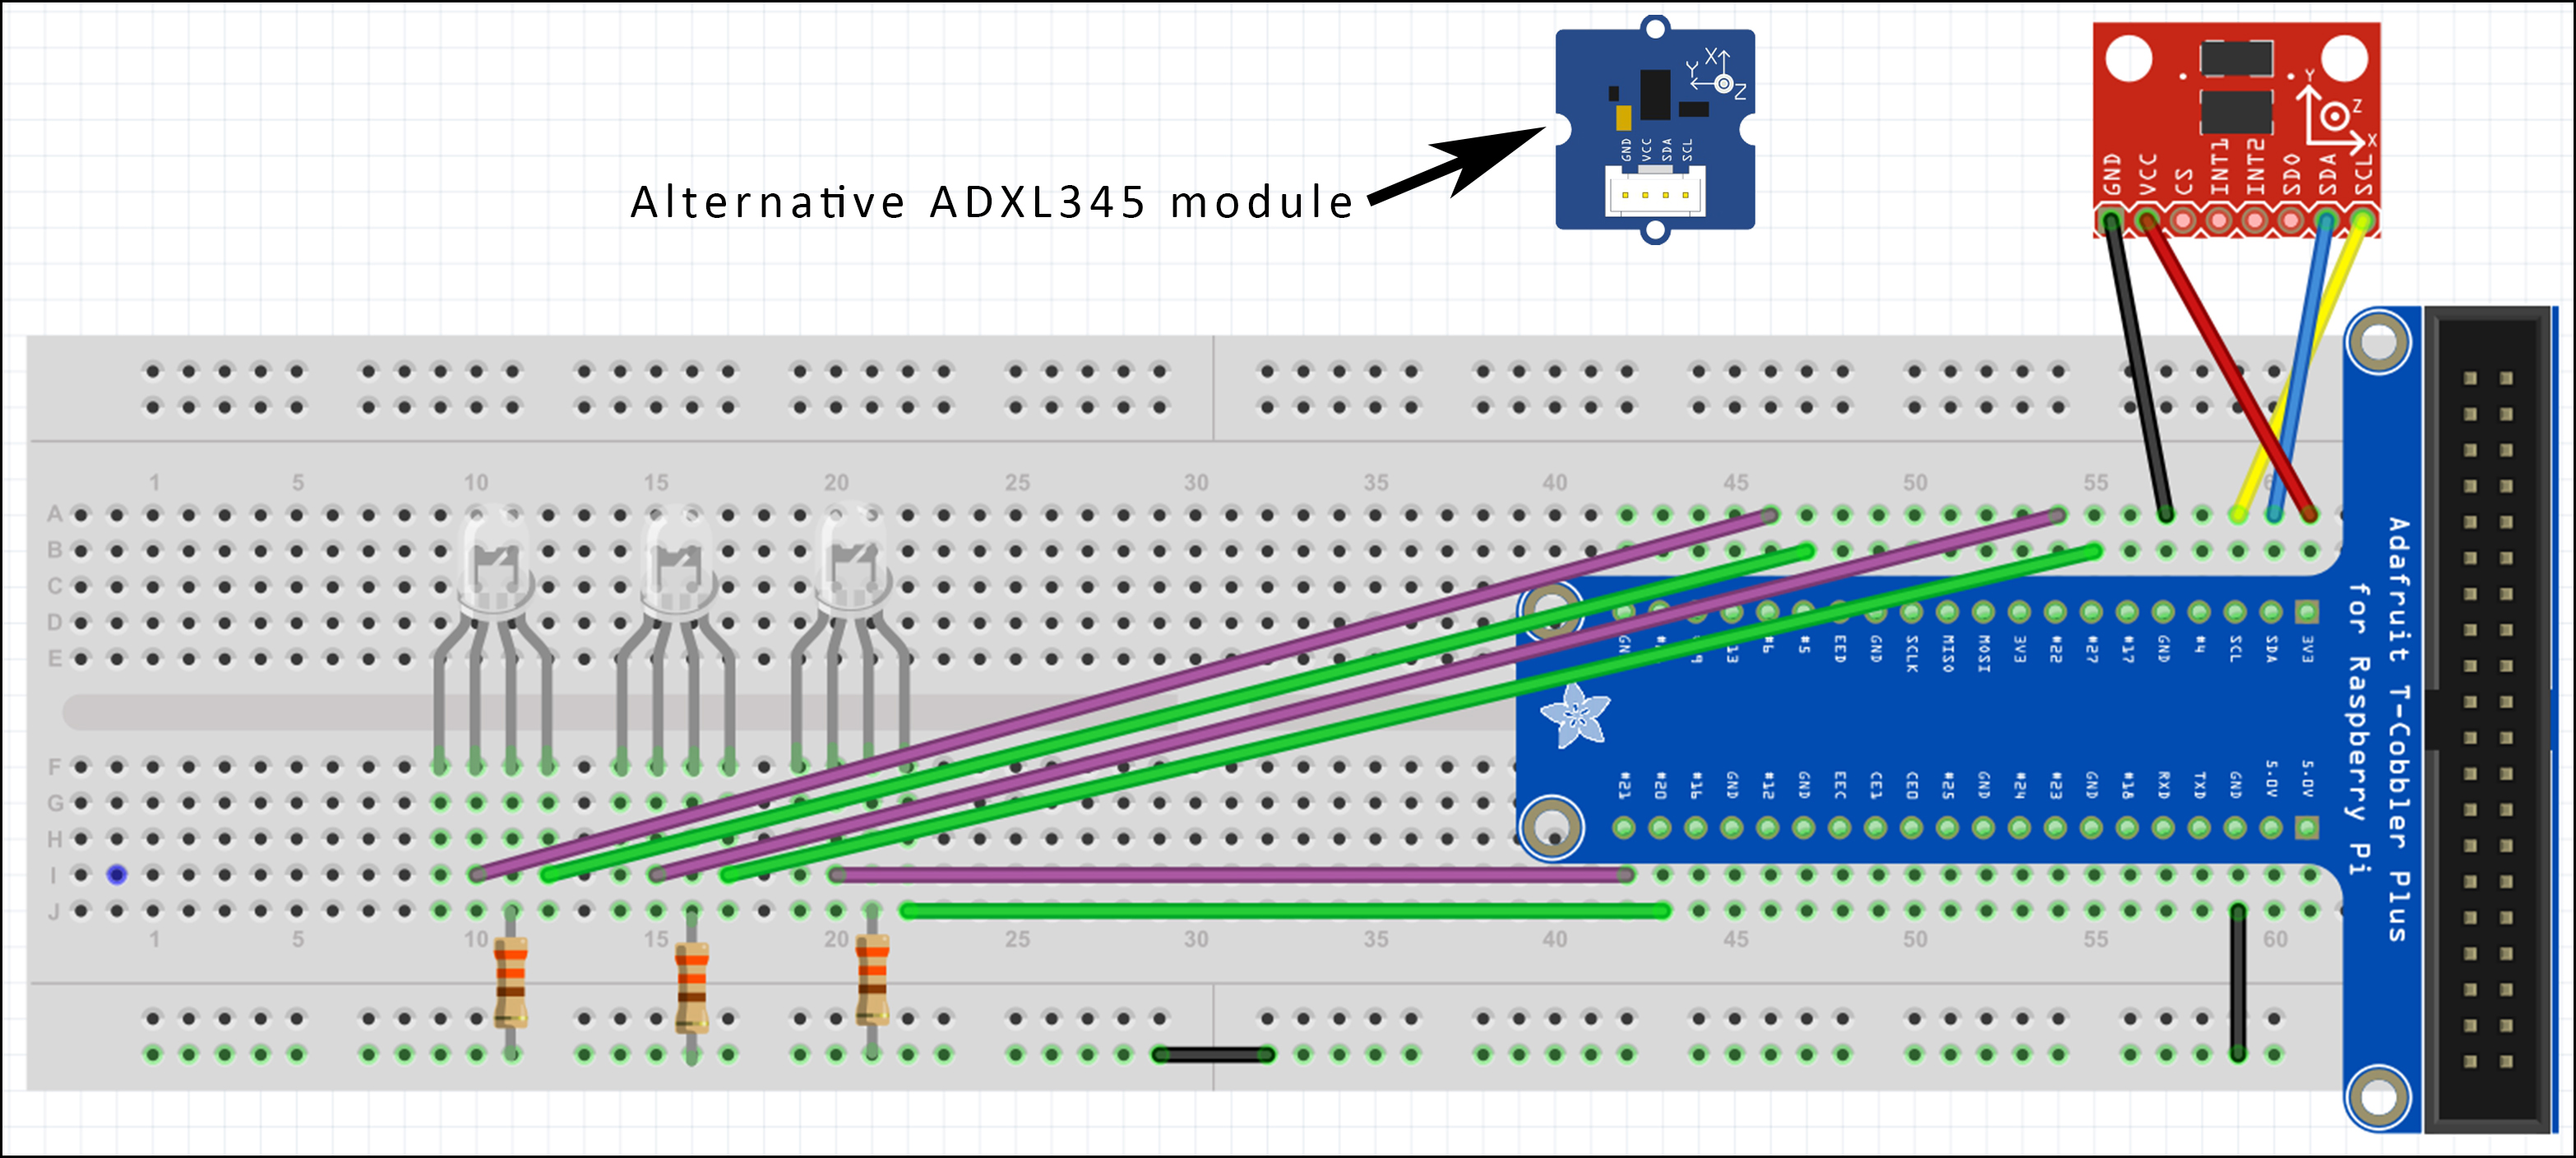 X
Y
Z
GND VCC SDA SCL
Alternative ADXL345 module
Y
Z
X
GND VCC CS INT1 INT2 SDO SDA SCL
1 5 10 15 20 25 30 35 40 45 50 55
A
B
C
D
E
#6 #5 GND SCLK MISO MOSI 3V3 #22 #27 #17 GND #4 SCL SDA 3V3
Adafruit T-Cobbler Plus
for Raspberry Pi
#21 #20 #16 GND #12 GND EEC CE1 CE0 #25 GND #24 #23 GND #18 RXD TXD GND 5.0V 5.0V
F
G
H
I
J
1 5 10 15 20 25 30 35 40 45 50 55 60